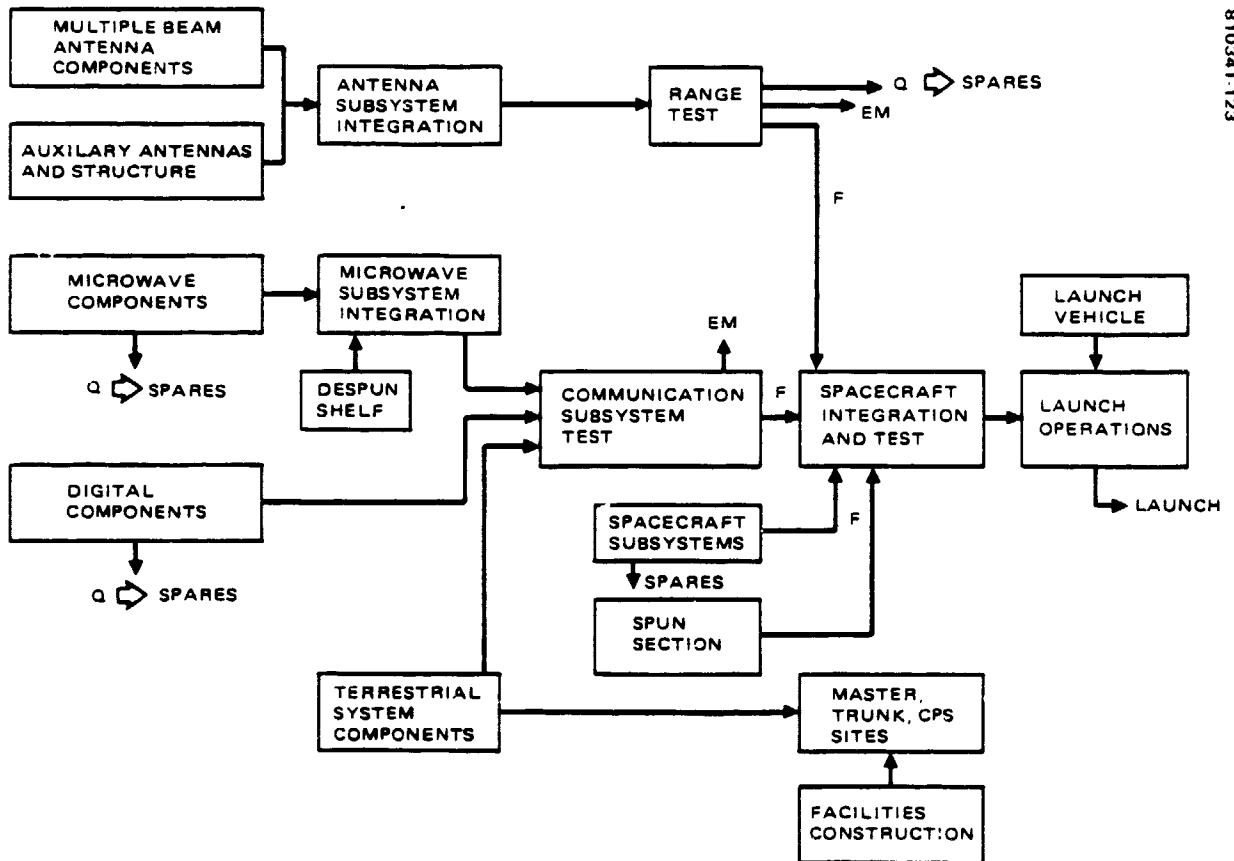 810341-123
MULTIPLE BEAM
ANTENNA
COMPONENTS
AUXILARY ANTENNAS
AND STRUCTURE
ANTENNA
SUBSYSTEM
INTEGRATION
RANGE
TEST
Q SPARES
EM
F
MICROWAVE
COMPONENTS
Q SPARES
MICROWAVE
SUBSYSTEM
INTEGRATION
DESPUN
SHELF
DIGITAL
COMPONENTS
Q SPARES
EM
COMMUNICATION
SUBSYSTEM
TEST
F
SPACECRAFT
INTEGRATION
AND TEST
LAUNCH
VEHICLE
LAUNCH
OPERATIONS
LAUNCH
SPACECRAFT
SUBSYSTEMS
SPARES
F
SPUN
SECTION
TERRESTRIAL
SYSTEM
COMPONENTS
MASTER,
TRUNK, CPS
SITES
FACILITIES
CONSTRUCTION